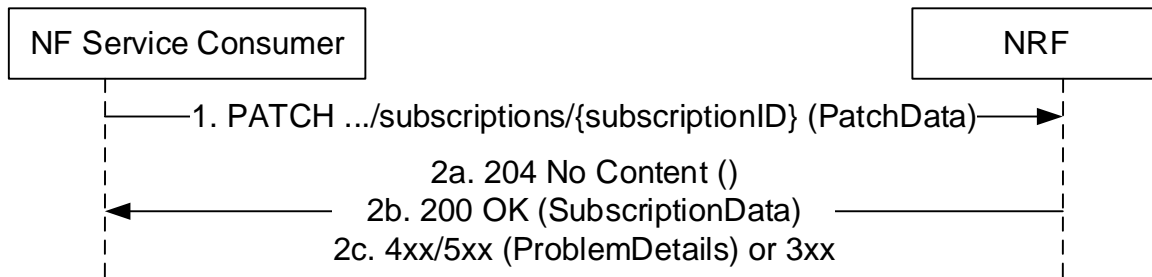 NF Service Consumer
NRF
1. PATCH .../subscriptions/{subscriptionID} (PatchData)
2a. 204 No Content ()
2b. 200 OK (SubscriptionData)
2c. 4xx/5xx (ProblemDetails) or 3xx